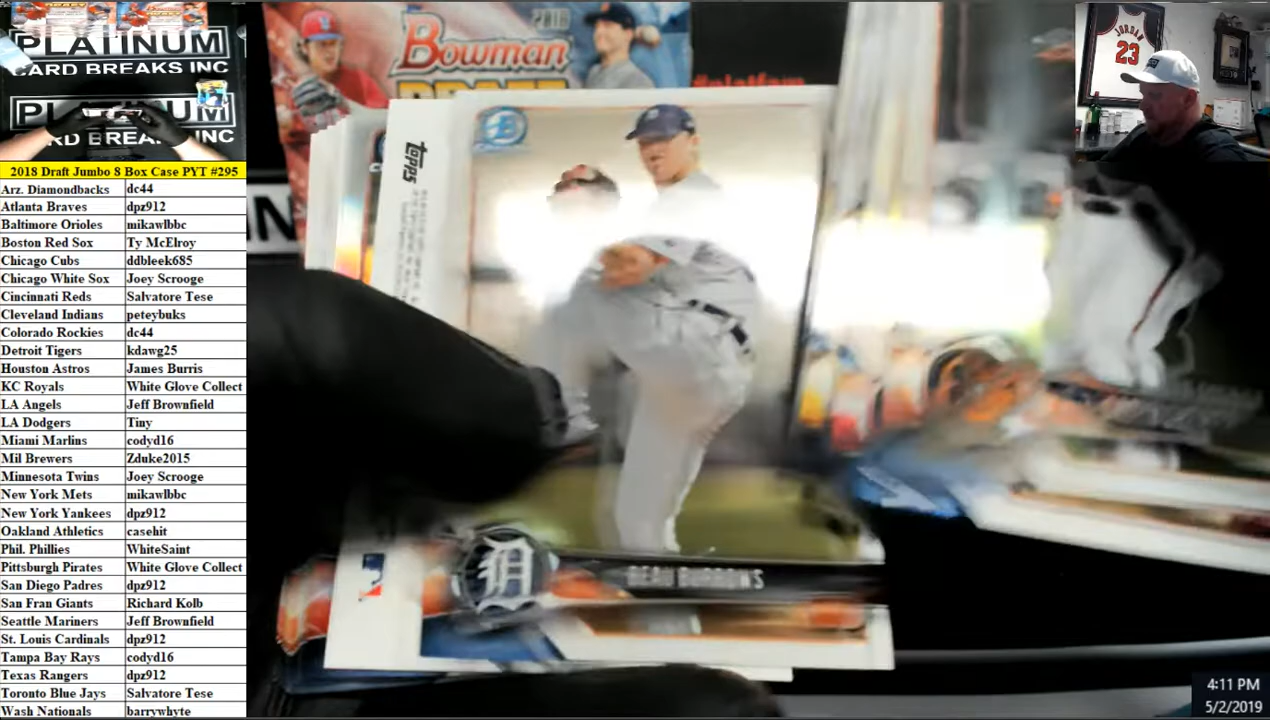 PLATINUM
CARD BREAKS INC
PLATINUM
RD BREA INC
2018 Draft Jumbo 8 Box Case PYT #295
Arz. Diamondbacks dc44
Atlanta Braves dpz912
Baltimore Orioles mikawlbbc
Boston Red Sox Ty McElroy
Chicago Cubs ddbleek685
Chicago White Sox Joey Scrooge
Cincinnati Reds Salvatore Tese
Cleveland Indians peteybuks
Colorado Rockies dc44
Detroit Tigers kdawg25
Houston Astros James Burris
KC Royals White Glove Collect
LA Angels Jeff Brownfield
LA Dodgers Tiny
Miami Marlins codyd16
Mil Brewers Zduke2015
Minnesota Twins Joey Scrooge
New York Mets mikawlbbc
New York Yankees dpz912
Oakland Athletics casehit
Phil. Phillies WhiteSaint
Pittsburgh Pirates White Glove Collect
San Diego Padres dpz912
San Fran Giants Richard Kolb
Seattle Mariners Jeff Brownfield
St. Louis Cardinals dpz912
Tampa Bay Rays codyd16
Texas Rangers dpz912
Toronto Blue Jays Salvatore Tese
Wash Nationals barrywhyte
2018
Bowman
DRAFT
topps
B
D
BEAU BURROWS
JORDAN
23
4:11 PM
5/2/2019